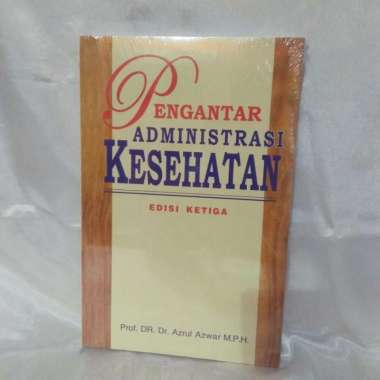 PENGANTAR
ADMINISTRASI
KESEHATAN
EDISI KETIGA
Prof. DR. Dr. Azrul Azwar M.P.H.